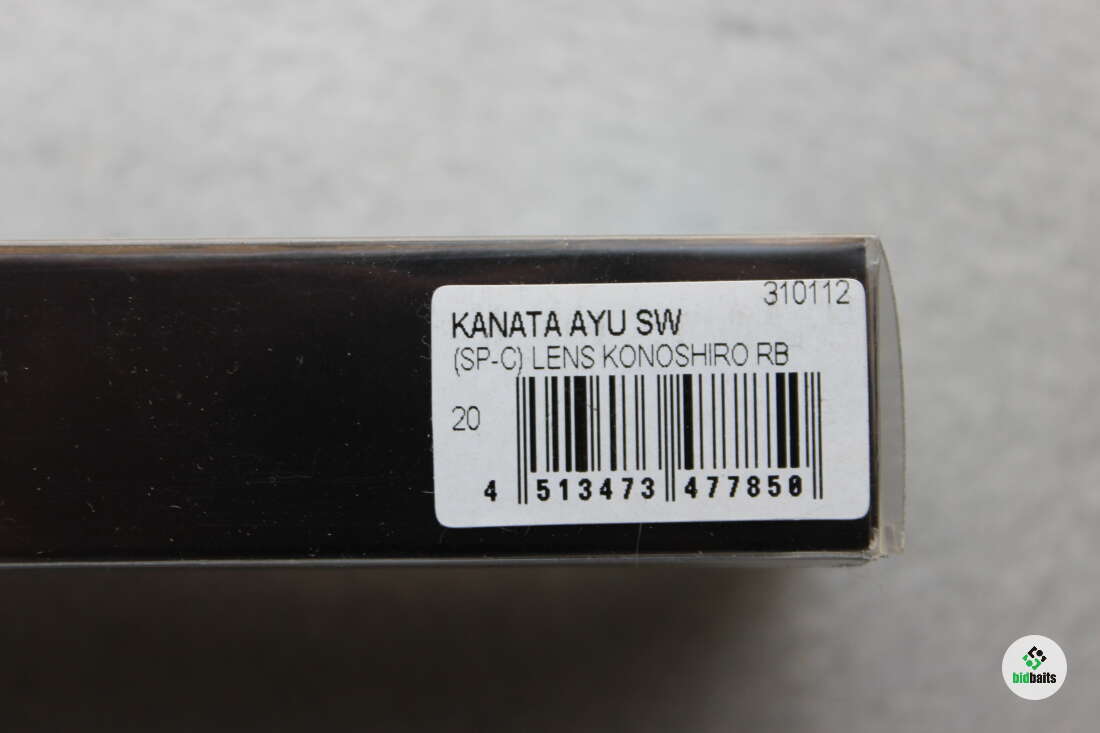 310112
KANATA AYU SW
(SP-C) LENS KONOSHIRO RB
20
4 513473 477850
bidbaits